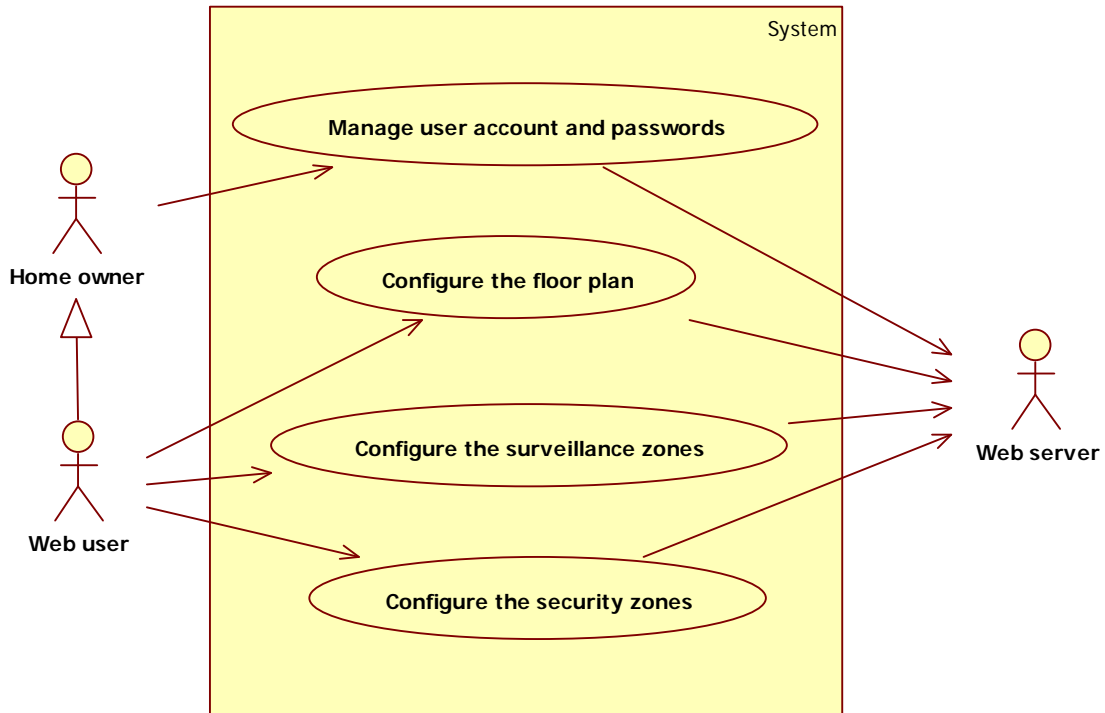 System
Manage user account and passwords
Home owner
Configure the floor plan
Configure the surveillance zones
Web server
Web user
Configure the security zones